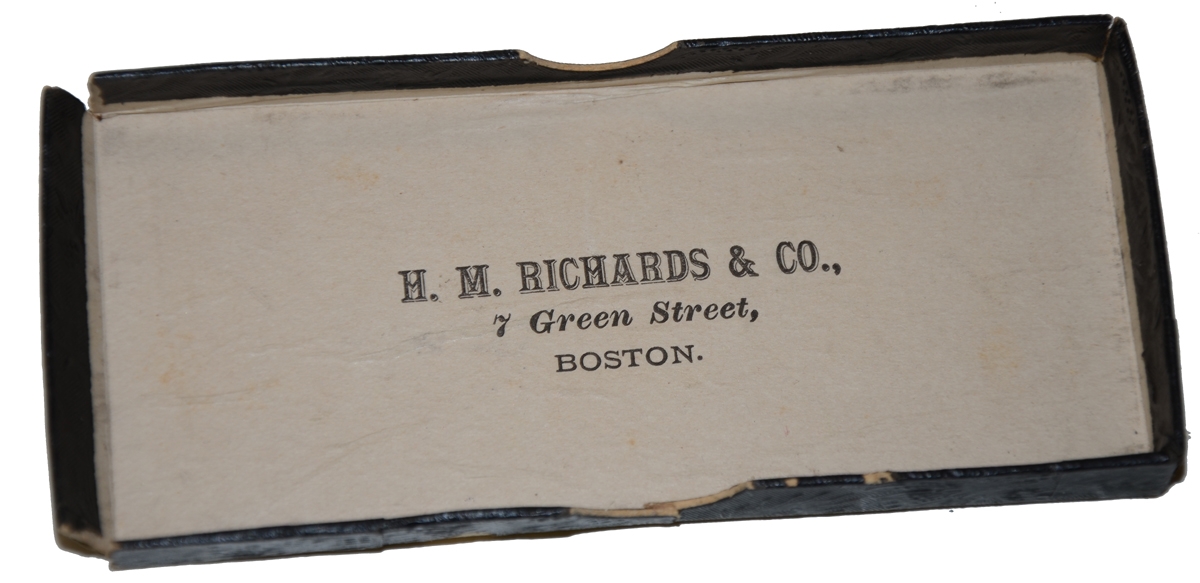 H. M. RICHARDS & CO.,
7 Green Street,
BOSTON.